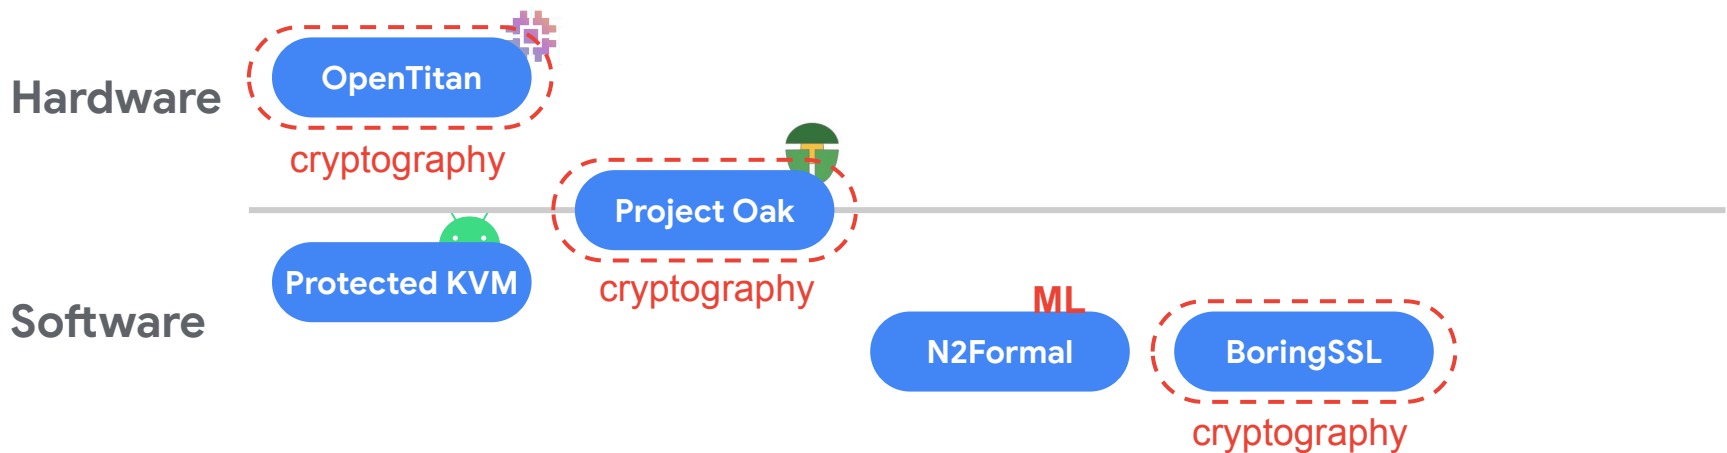 Hardware
OpenTitan
cryptography
Project Oak
cryptography
Software
Protected KVM
ML
N2Formal
BoringSSL
cryptography